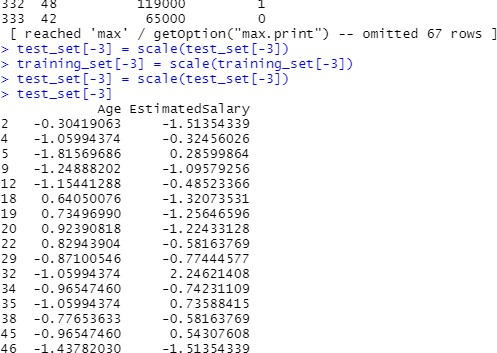 332 48 119000 1
333 42 65000 0
[ reached 'max' / getOption("max.print") -- omitted 67 rows ]
> test_set[-3] = scale(test_set[-3])
> training_set[-3] = scale(training_set[-3])
> test_set[-3] = scale(test_set[-3])
> test_set[-3]
Age EstimatedSalary
2 -0.30419063 -1.51354339
4 -1.05994374 -0.32456026
5 -1.81569686 0.28599864
9 -1.24888202 -1.09579256
12 -1.15441288 -0.48523366
18 0.64050076 -1.32073531
19 0.73496990 -1.25646596
20 0.92390818 -1.22433128
22 0.82943904 -0.58163769
29 -0.87100546 -0.77444577
32 -1.05994374 2.24621408
34 -0.96547460 -0.74231109
35 -1.05994374 0.73588415
38 -0.77653633 -0.58163769
45 -0.96547460 0.54307608
46 -1.43782030 -1.51354339